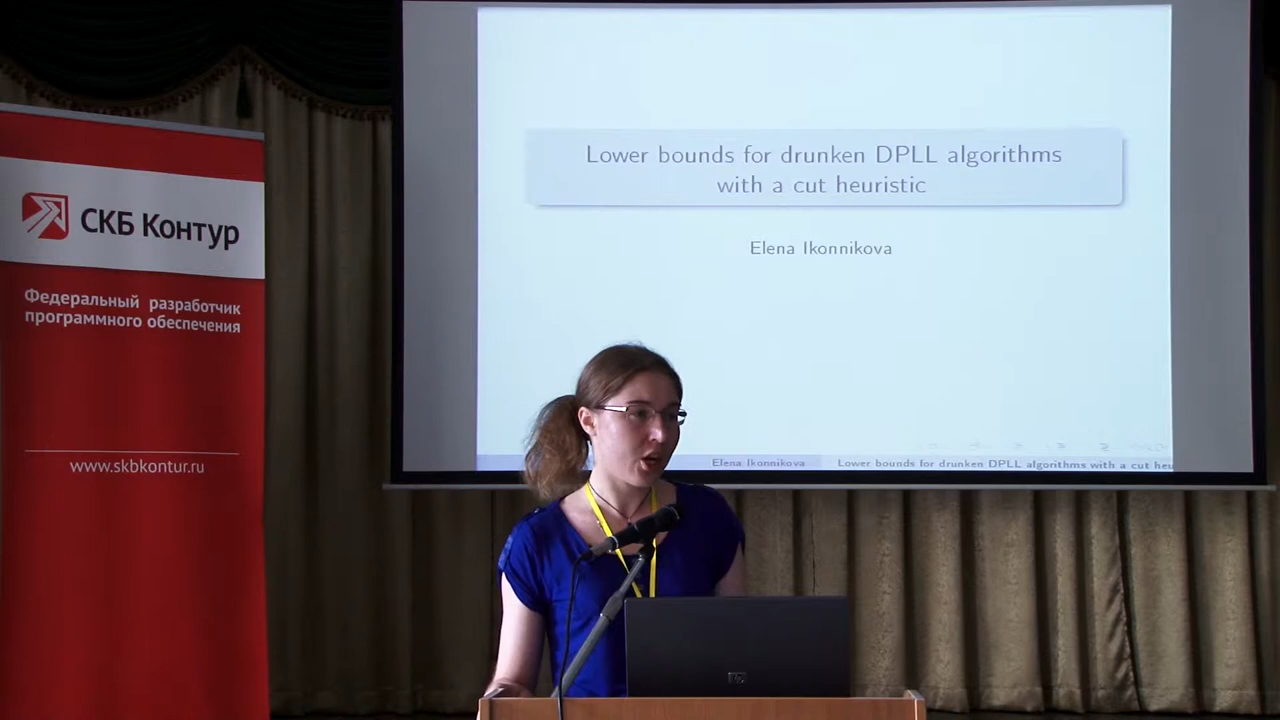 СКБ Контур
Федеральный разработчик
программного обеспечения
www.skbkontur.ru
Lower bounds for drunken DPLL algorithms
with a cut heuristic
Elena Ikonnikova
Elena Ikonnikova Lower bounds for drunken DPLL algorithms with a cut heu
hp